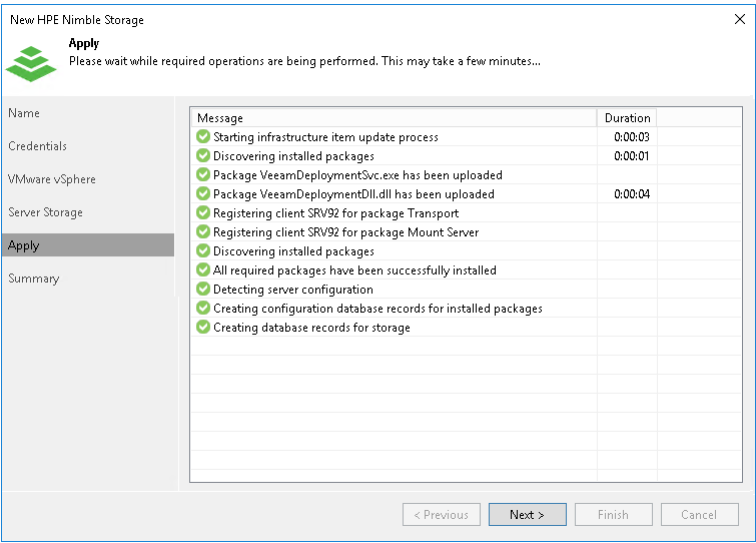 New HPE Nimble Storage
Apply
Please wait while required operations are being performed. This may take a few minutes...
Name
Credentials
VMware vSphere
Server Storage
Apply
Summary
Message Duration
Starting infrastructure item update process 0:00:03
Discovering installed packages 0:00:01
Package VeeamDeploymentSvc.exe has been uploaded
Package VeeamDeploymentDll.dll has been uploaded 0:00:04
Registering client SRV92 for package Transport
Registering client SRV92 for package Mount Server
Discovering installed packages
All required packages have been successfully installed
Detecting server configuration
Creating configuration database records for installed packages
Creating database records for storage
< Previous Next > Finish Cancel